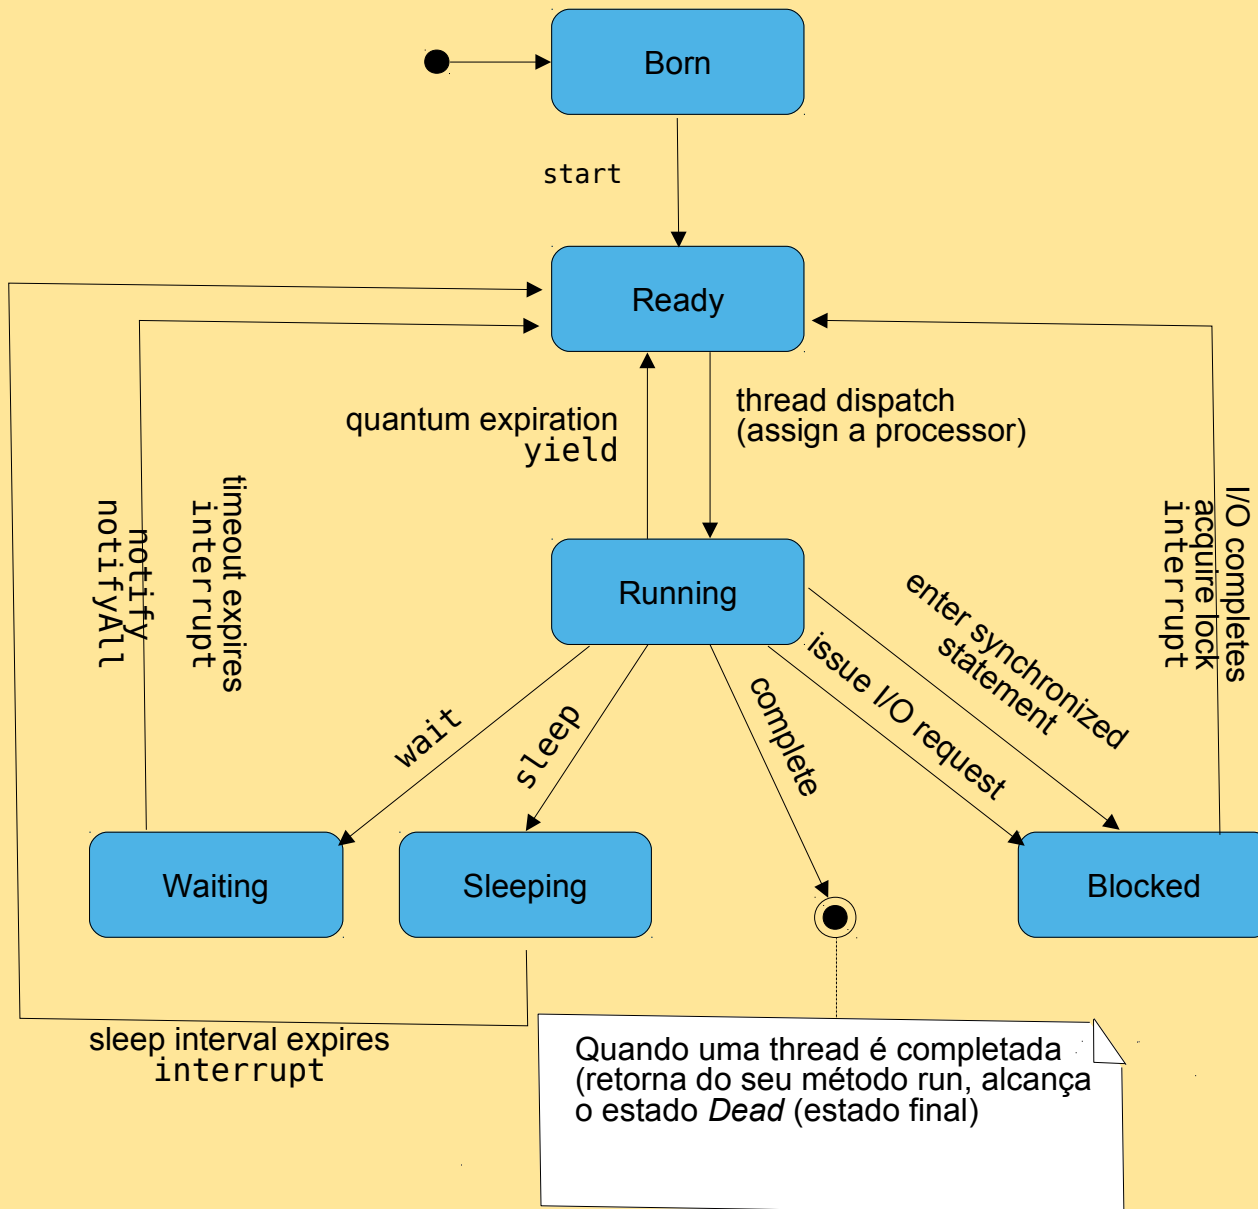 Born
start
Ready
quantum expiration
yield
thread dispatch
(assign a processor)
timeout expires
interrupt
notify
notifyAll
I/O completes
acquire lock
interrupt
Running
enter synchronized
statement
issue I/O request
wait
sleep
complete
Waiting
Sleeping
Blocked
sleep interval expires
interrupt
Quando uma thread é completada
(retorna do seu método run, alcança
o estado Dead (estado final)